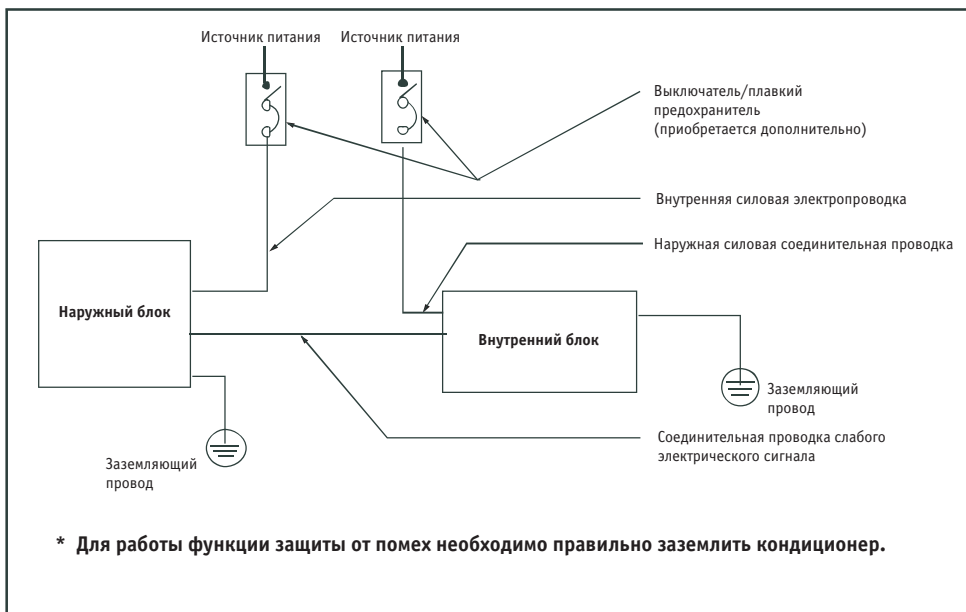 Источник питания
Источник питания
Выключатель/плавкий
предохранитель
(приобретается дополнительно)
Внутренняя силовая электропроводка
Наружная силовая соединительная проводка
Наружный блок
Внутренний блок
Заземляющий
провод
Соединительная проводка слабого
электрического сигнала
Заземляющий
провод
* Для работы функции защиты от помех необходимо правильно заземлить кондиционер.